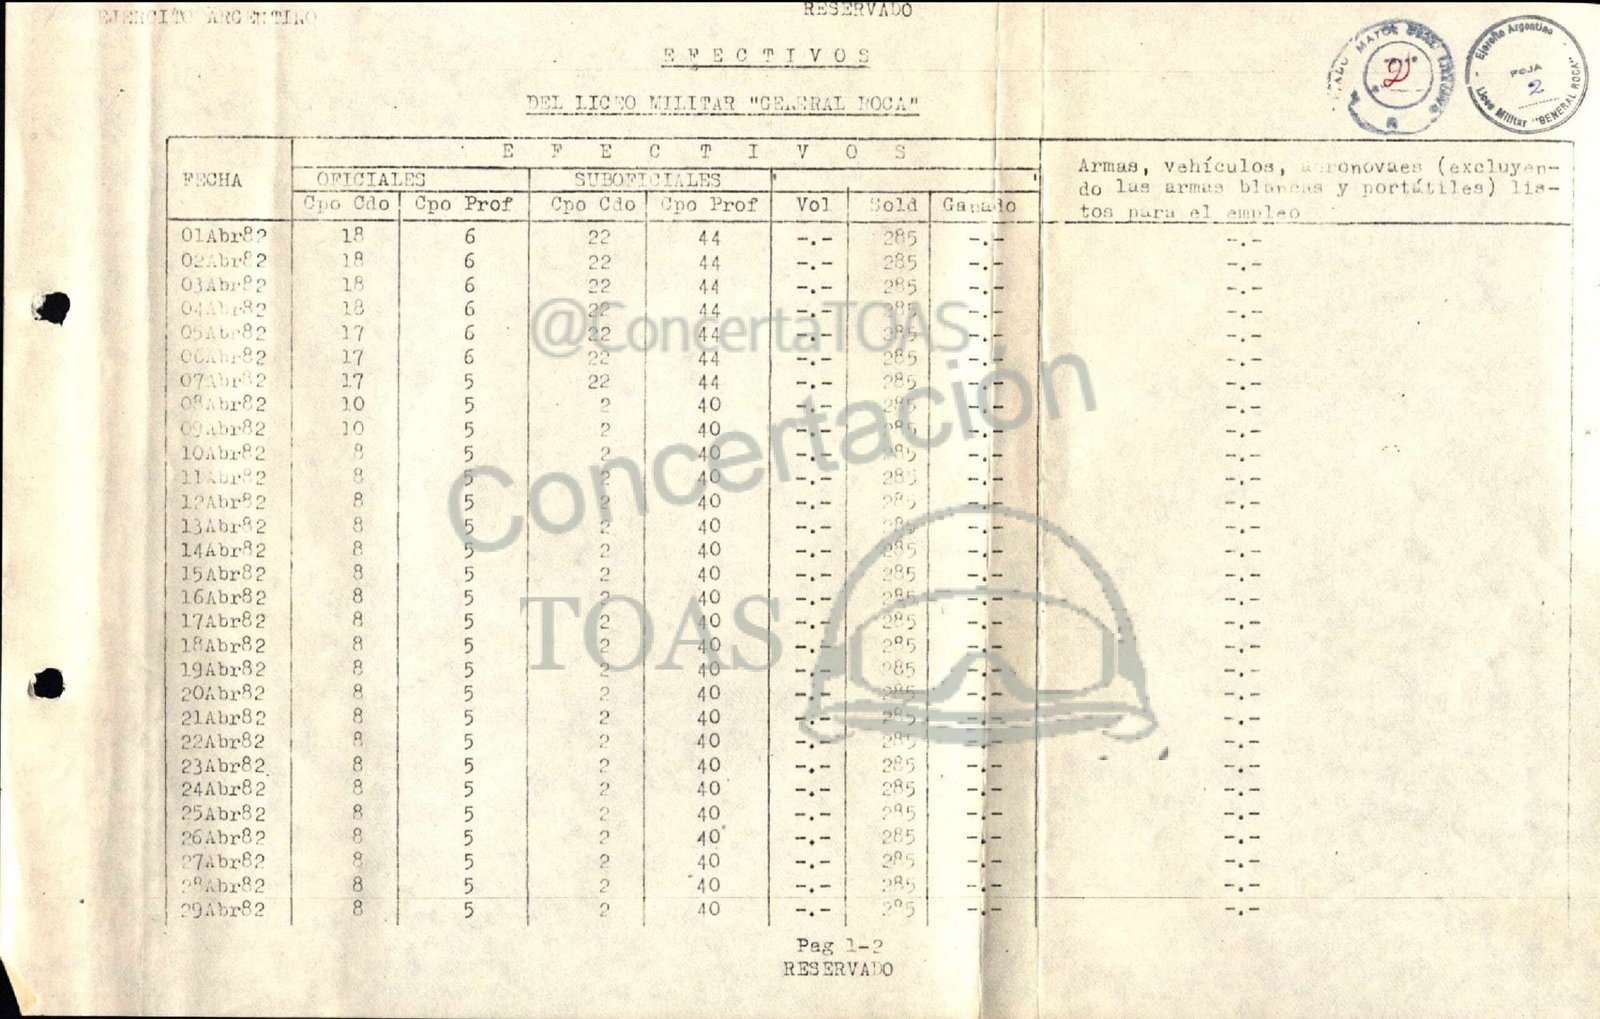 EJERCITO ARGENTINO
RESERVADO
E F E C T I V O S
DEL LICEO MILITAR "GENERAL ROCA"
ESTADO MAYOR
2
Ejército Argentino
FOJA
2
Liceo Militar "GENERAL ROCA"
FECHA
E F E C T I V O S
Armas, vehículos, aeronovaes (excluyen-
do las armas blancas y portátiles) lis-
tos para el empleo
OFICIALES SUBOFICIALES
Cpo Cdo Cpo Prof Cpo Cdo Cpo Prof Vol Sold Ganado
01Abr82 18 6 22 44 -.- 285 -.- -.-
02Abr82 18 6 22 44 -.- 285 -.- -.-
03Abr82 18 6 22 44 -.- 285 -.- -.-
04Abr82 18 6 22 44 -.- 285 -.- -.-
05Abr82 17 6 22 44 -.- 285 -.- -.-
06Abr82 17 6 22 44 -.- 285 -.- -.-
07Abr82 17 5 22 44 -.- 285 -.- -.-
08Abr82 10 5 2 40 -.- 285 -.- -.-
09Abr82 10 5 2 40 -.- 285 -.- -.-
10Abr82 8 5 2 40 -.- 285 -.- -.-
11Abr82 8 5 2 40 -.- 285 -.- -.-
12Abr82 8 5 2 40 -.- 285 -.- -.-
13Abr82 8 5 2 40 -.- 285 -.- -.-
14Abr82 8 5 2 40 -.- 285 -.- -.-
15Abr82 8 5 2 40 -.- 285 -.- -.-
16Abr82 8 5 2 40 -.- 285 -.- -.-
17Abr82 8 5 2 40 -.- 285 -.- -.-
18Abr82 8 5 2 40 -.- 285 -.- -.-
19Abr82 8 5 2 40 -.- 285 -.- -.-
20Abr82 8 5 2 40 -.- 285 -.- -.-
21Abr82 8 5 2 40 -.- 285 -.- -.-
22Abr82 8 5 2 40 -.- 285 -.- -.-
23Abr82 8 5 2 40 -.- 285 -.- -.-
24Abr82 8 5 2 40 -.- 285 -.- -.-
25Abr82 8 5 2 40 -.- 285 -.- -.-
26Abr82 8 5 2 40 -.- 285 -.- -.-
27Abr82 8 5 2 40 -.- 285 -.- -.-
28Abr82 8 5 2 40 -.- 285 -.- -.-
29Abr82 8 5 2 40 -.- 285 -.- -.-
@ConcertaTOAS
Concertación
TOAS
Pag 1-2
RESERVADO